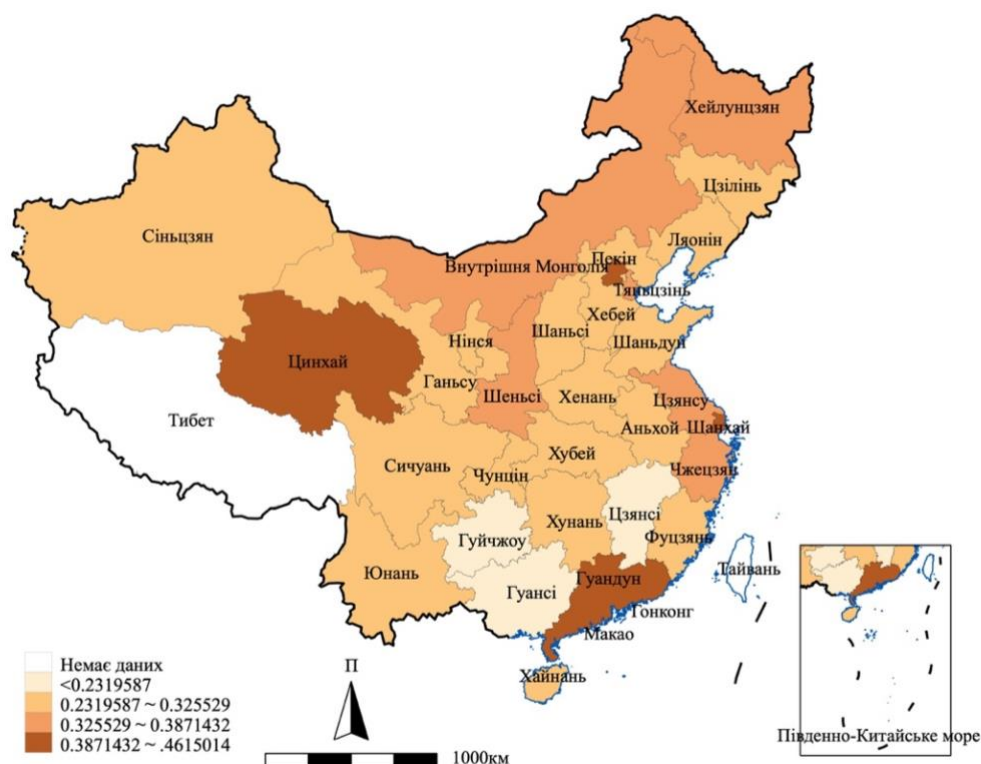 Хейлунцзян
Цзілінь
Сіньцзян
Ляонін
Пекін
Внутрішня Монголія
Тяньцзінь
Хебей
Шаньсі
Нінся
Шаньдун
Цинхай
Ганьсу
Шеньсі
Хенань
Цзянсу
Тибет
Аньхой
Шанхай
Хубей
Сичуань
Чунцін
Чжецзян
Цзянсі
Хунань
Гуйчжоу
Фуцзянь
Юнань
Гуансі
Гуандун
Тайвань
Гонконг
Макао
Хайнань
Немає даних
<0.2319587
0.2319587 ~ 0.325529
0.325529 ~ 0.3871432
0.3871432 ~ .4615014
П
1000км
Південно-Китайське море